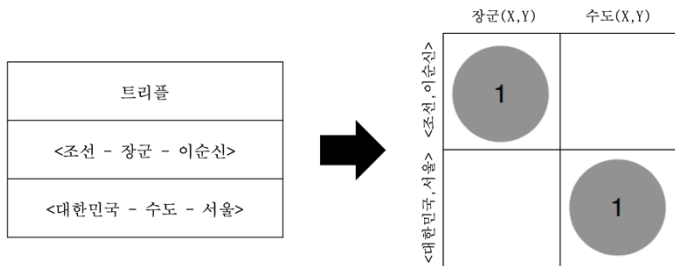 트리플
<조선 - 장군 - 이순신>
<대한민국 - 수도 - 서울>
장군(X,Y)
수도(X,Y)
<조선,이순신>
1
<대한민국,서울>
1